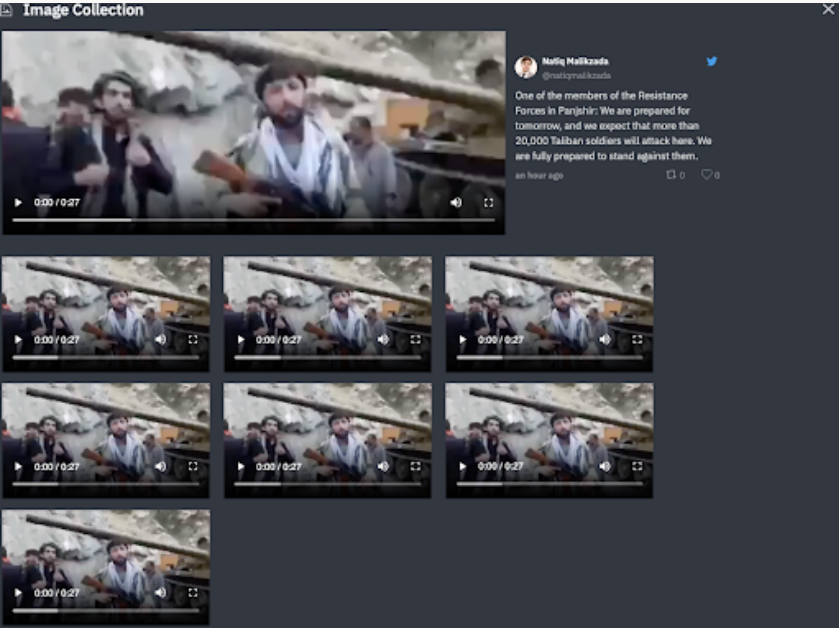 Image Collection
Natiq Malikzada
@natiqmalikzada
One of the members of the Resistance
Forces in Panjshir: We are prepared for
tomorrow, and we expect that more than
20,000 Taliban soldiers will attack here. We
are fully prepared to stand against them.
an hour ago 0 0
0:00 / 0:27
0:00 / 0:27 0:00 / 0:27 0:00 / 0:27
0:00 / 0:27 0:00 / 0:27 0:00 / 0:27
0:00 / 0:27